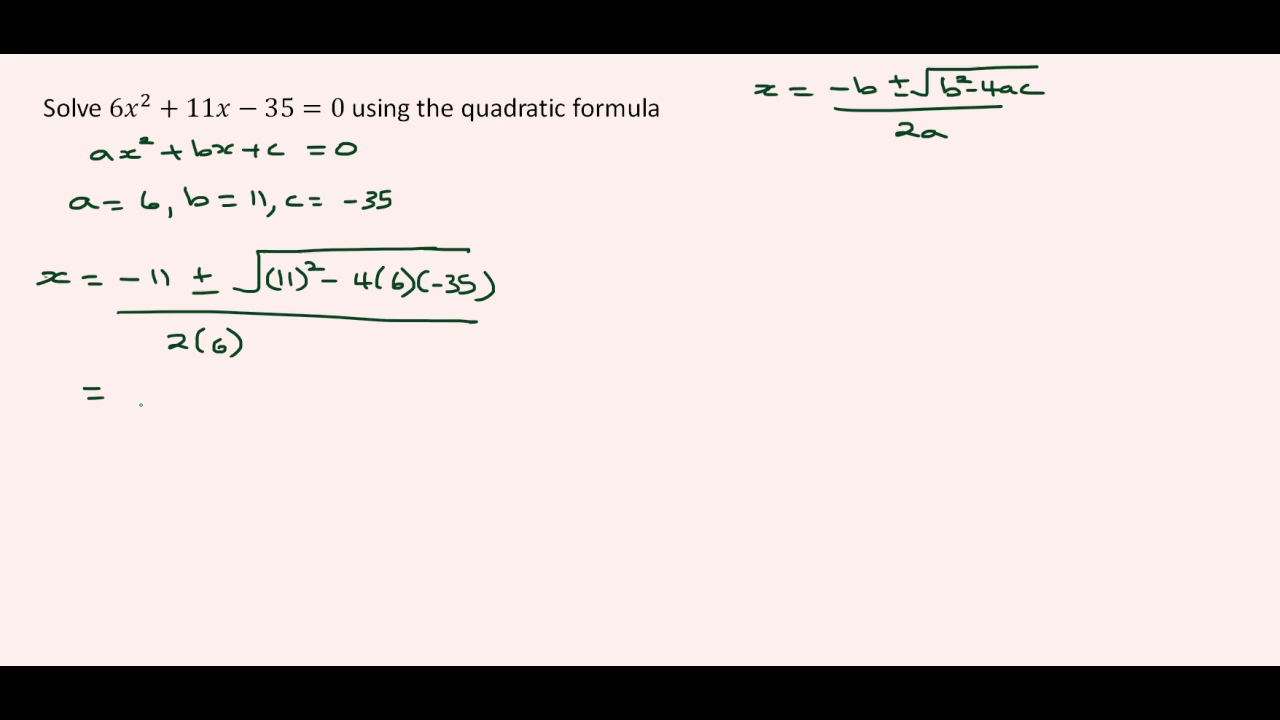 Solve 6x² + 11x − 35 = 0 using the quadratic formula
x = -b ± √(b²-4ac)
2a
ax² + bx + c = 0
a = 6, b = 11, c = -35
x = -11 ± √((11)² - 4(6)(-35))
2(6)
=